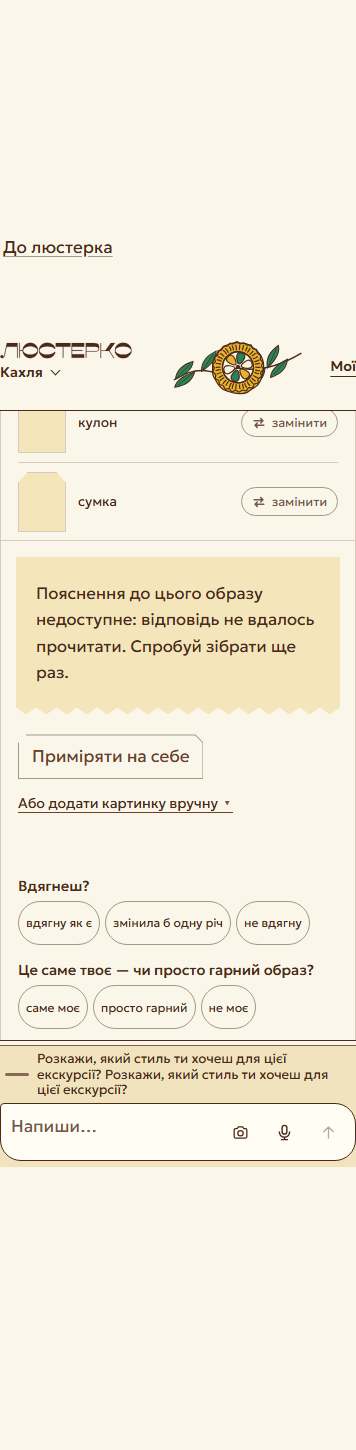 До люстерка
ЛЮСТЕРКО
Кахля
Мої
кулон
замінити
сумка
замінити
Пояснення до цього образу
недоступне: відповідь не вдалось
прочитати. Спробуй зібрати ще
раз.
Приміряти на себе
Або додати картинку вручну
Вдягнеш?
вдягну як є
змінила б одну річ
не вдягну
Це саме твоє — чи просто гарний образ?
саме моє
просто гарний
не моє
Розкажи, який стиль ти хочеш для цієї
екскурсії? Розкажи, який стиль ти хочеш для
цієї екскурсії?
Напиши...